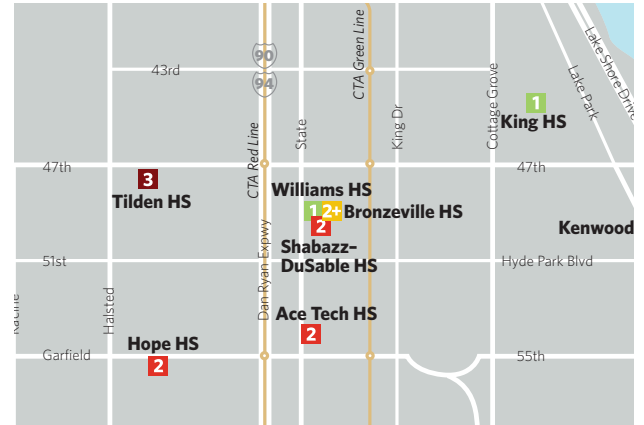 90
94
43rd
CTA Red Line
CTA Green Line
State
King Dr
Cottage Grove
Lake Park
Lake Shore Drive
1
King HS
47th
47th
3
Tilden HS
Williams HS
1 2+ Bronzeville HS
2
Kenwood
Shabazz–
DuSable HS
51st
Hyde Park Blvd
Racine
Halsted
Dan Ryan Expwy
Ace Tech HS
2
Hope HS
2
Garfield
55th